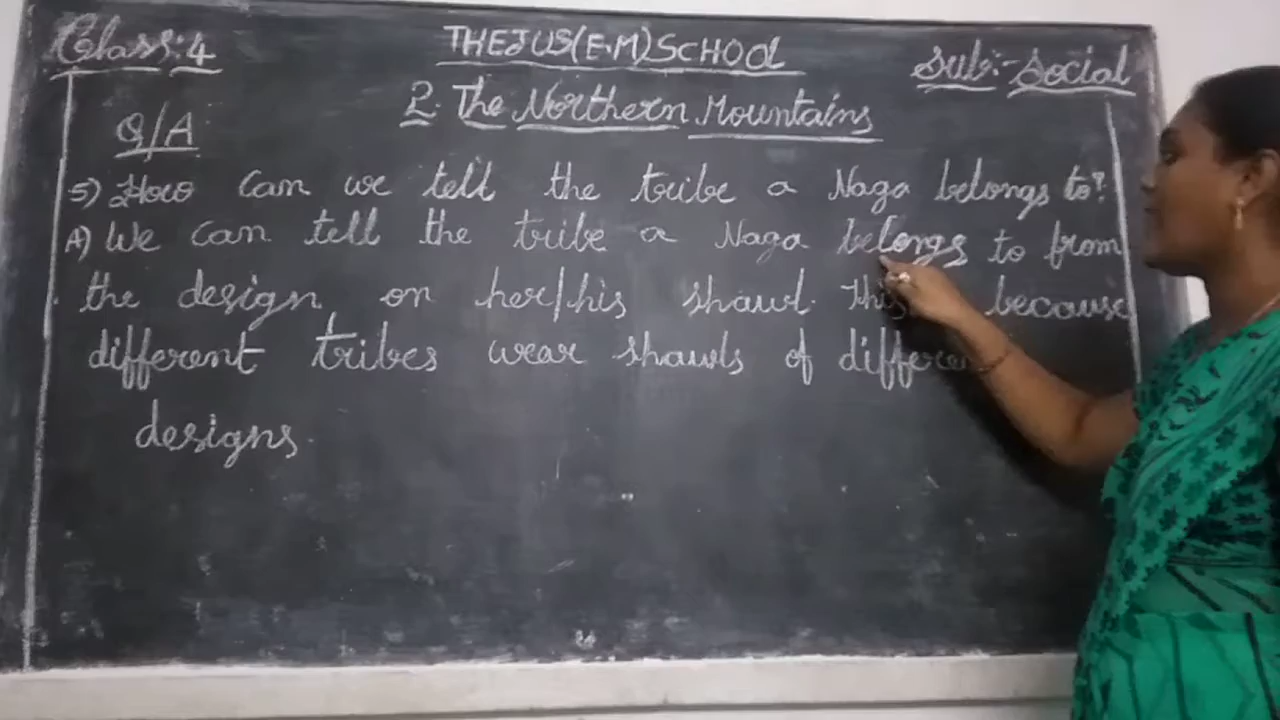 Class:4
THEJUS(E.M)SCHOOL
Sub:-Social
2. The Northern Mountains
Q/A
5) How can we tell the tribe a Naga belongs to?
A) We can tell the tribe a Naga belongs to from
the design on her/his shawl. This because
different tribes wear shawls of
designs.